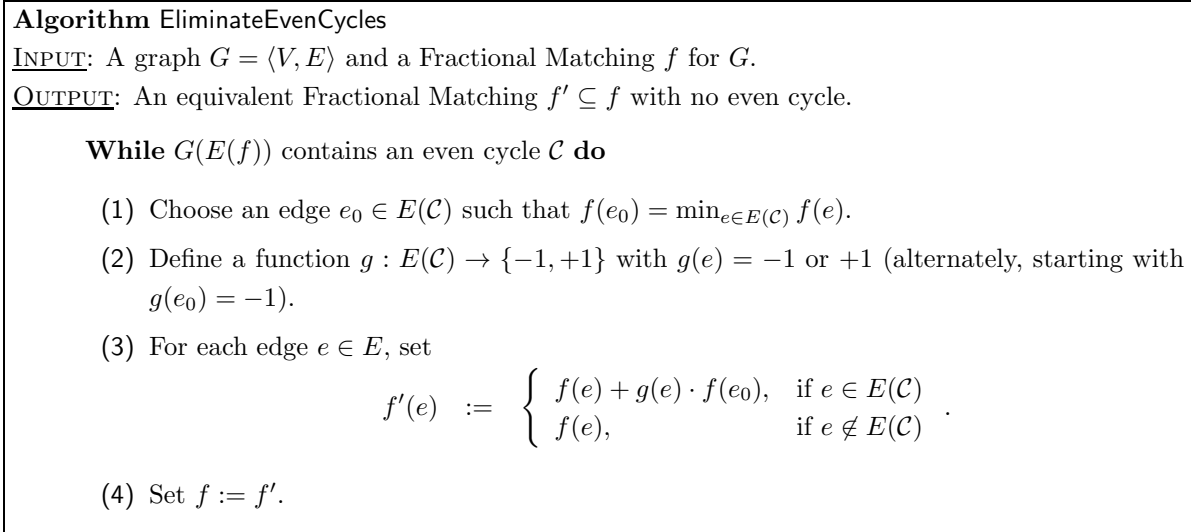 Algorithm EliminateEvenCycles
INPUT: A graph G = ⟨V, E⟩ and a Fractional Matching f for G.
OUTPUT: An equivalent Fractional Matching f′ ⊆ f with no even cycle.
While G(E(f)) contains an even cycle 𝒞 do
(1) Choose an edge e₀ ∈ E(𝒞) such that f(e₀) = min_{e∈E(𝒞)} f(e).
(2) Define a function g : E(𝒞) → {−1, +1} with g(e) = −1 or +1 (alternately, starting with
g(e₀) = −1).
(3) For each edge e ∈ E, set
f′(e) := { f(e) + g(e) · f(e₀), if e ∈ E(𝒞)
f(e), if e ∉ E(𝒞) .
(4) Set f := f′.